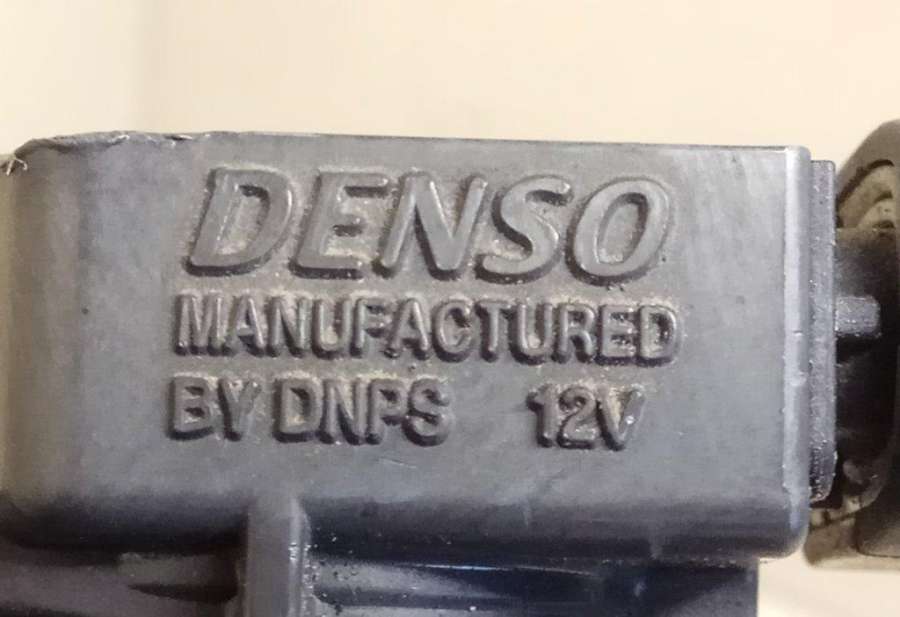 DENSO
MANUFACTURED
BY DNPS 12V